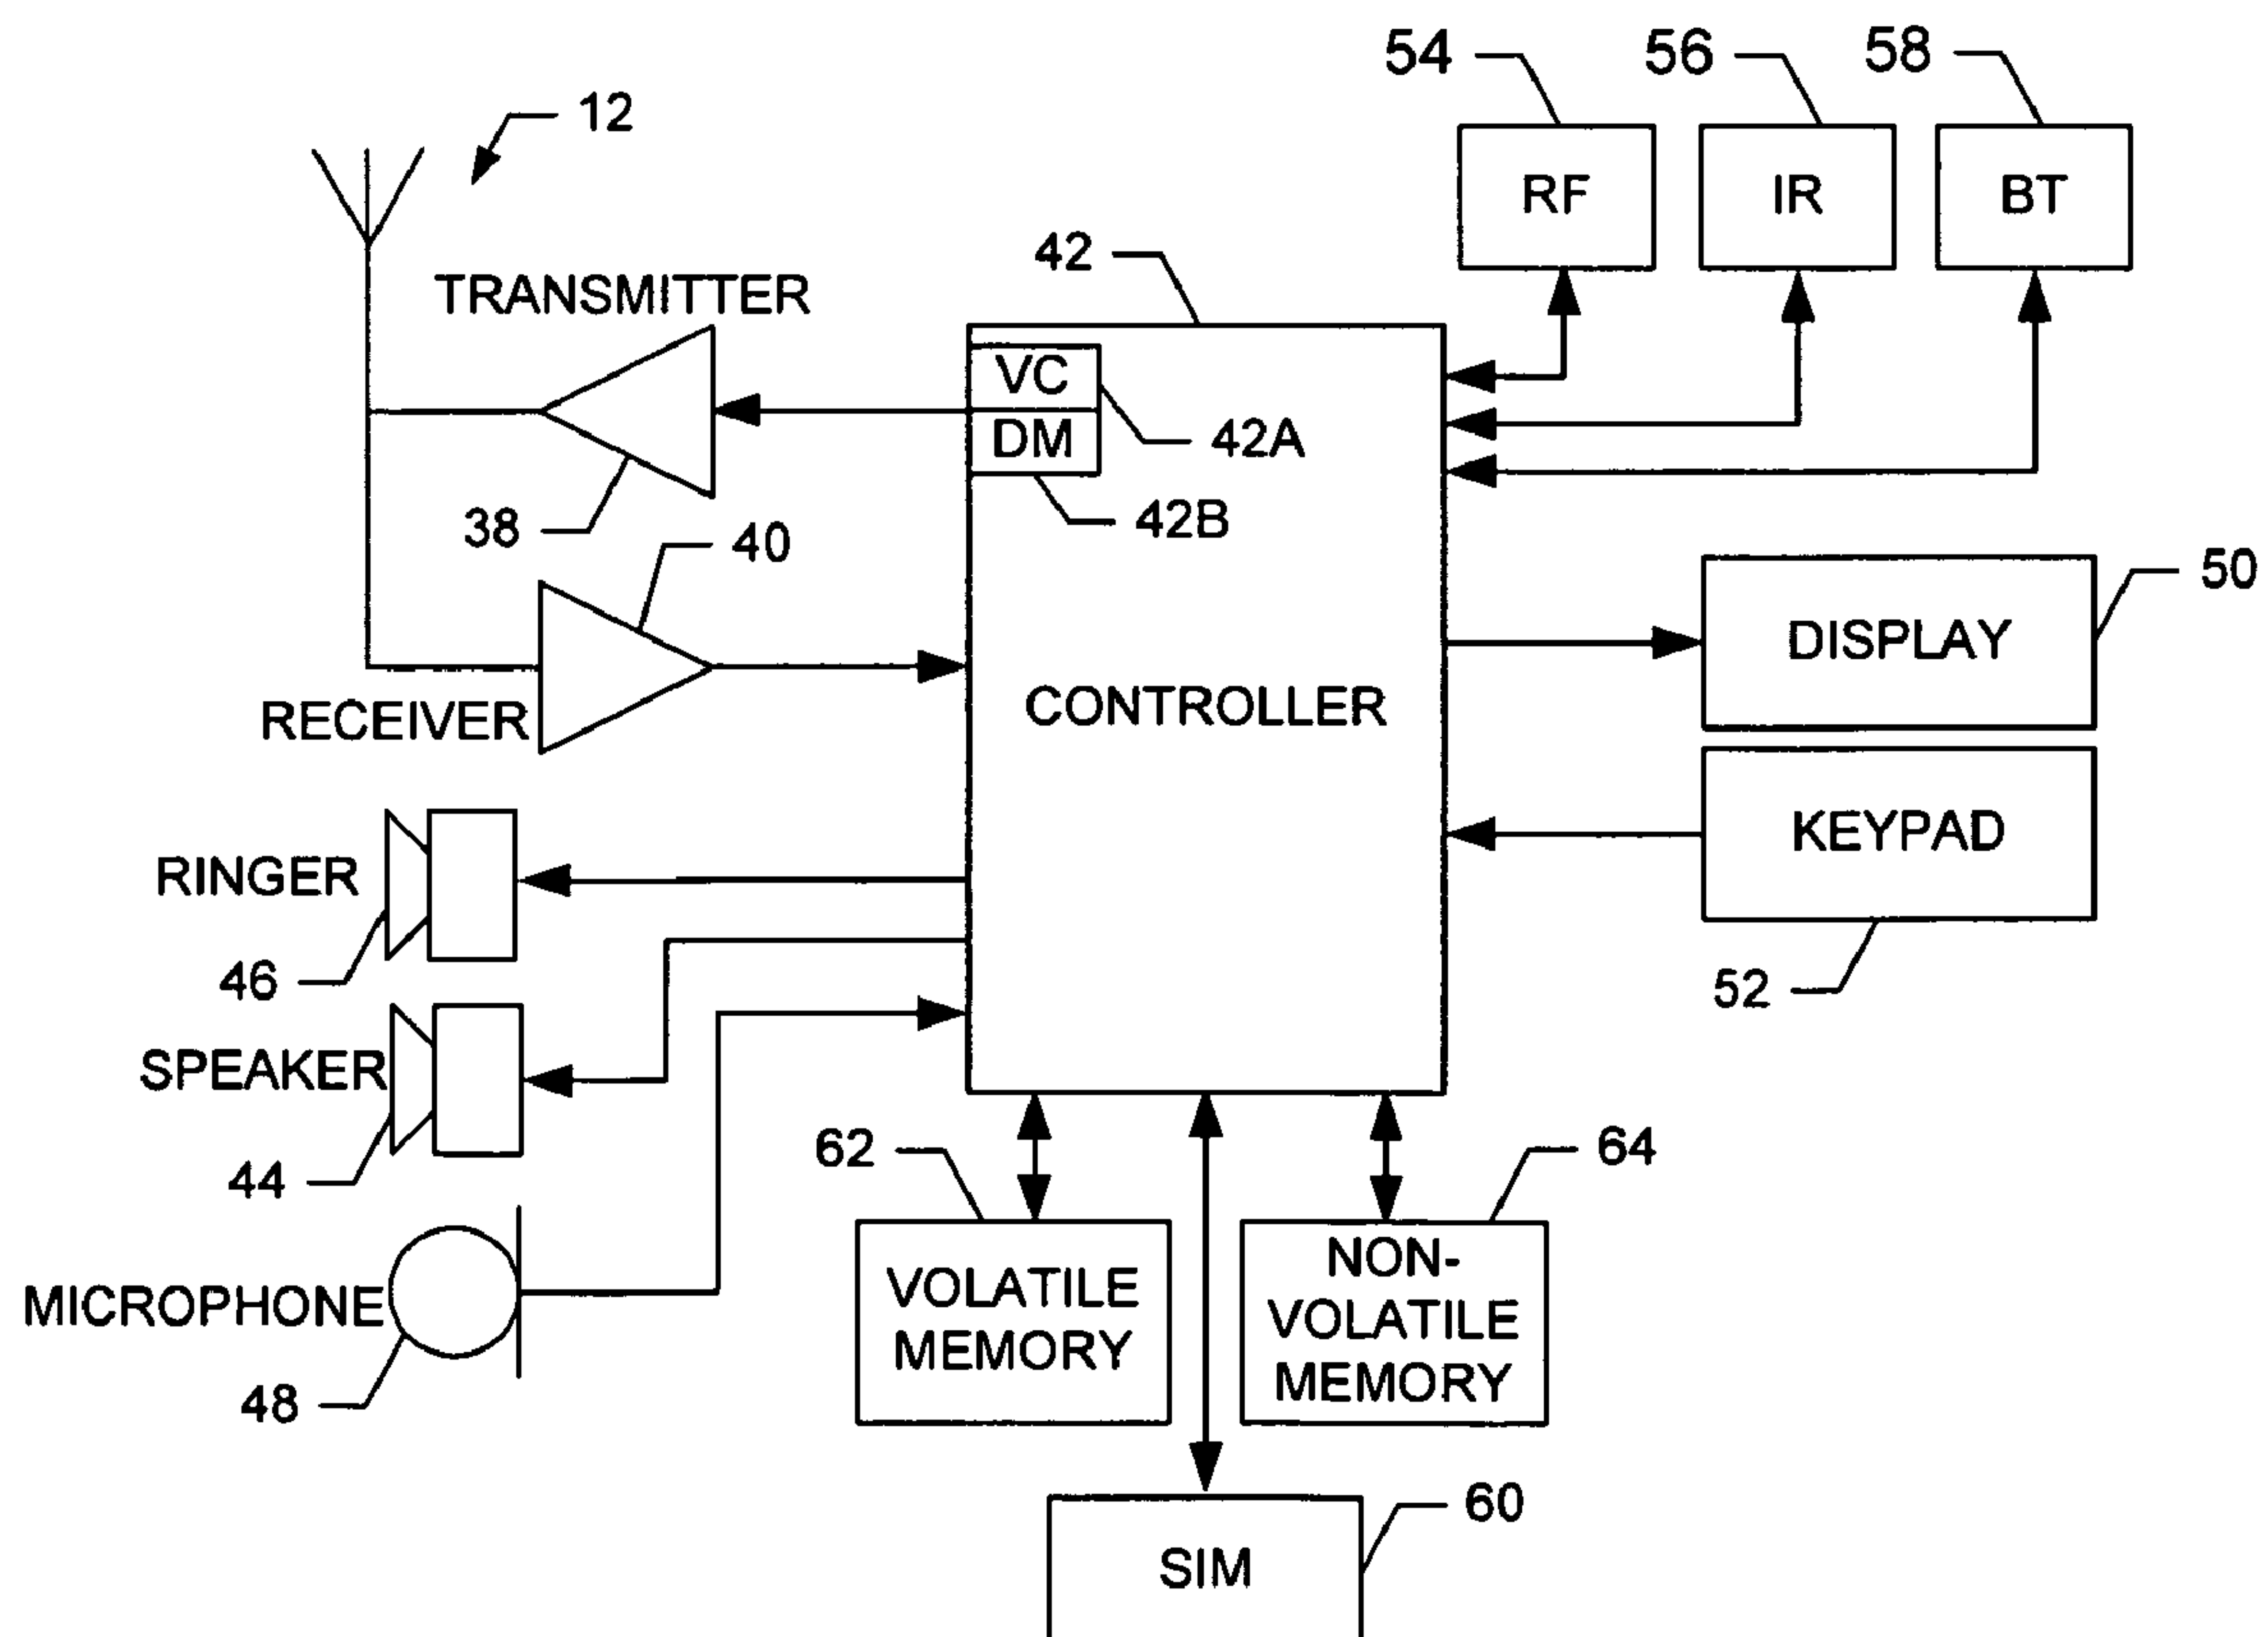 54
56
58
12
RF
IR
BT
42
TRANSMITTER
VC
DM
42A
42B
38
40
50
DISPLAY
CONTROLLER
RECEIVER
KEYPAD
RINGER
46
52
SPEAKER
44
62
64
MICROPHONE
48
VOLATILE
MEMORY
NON-
VOLATILE
MEMORY
60
SIM